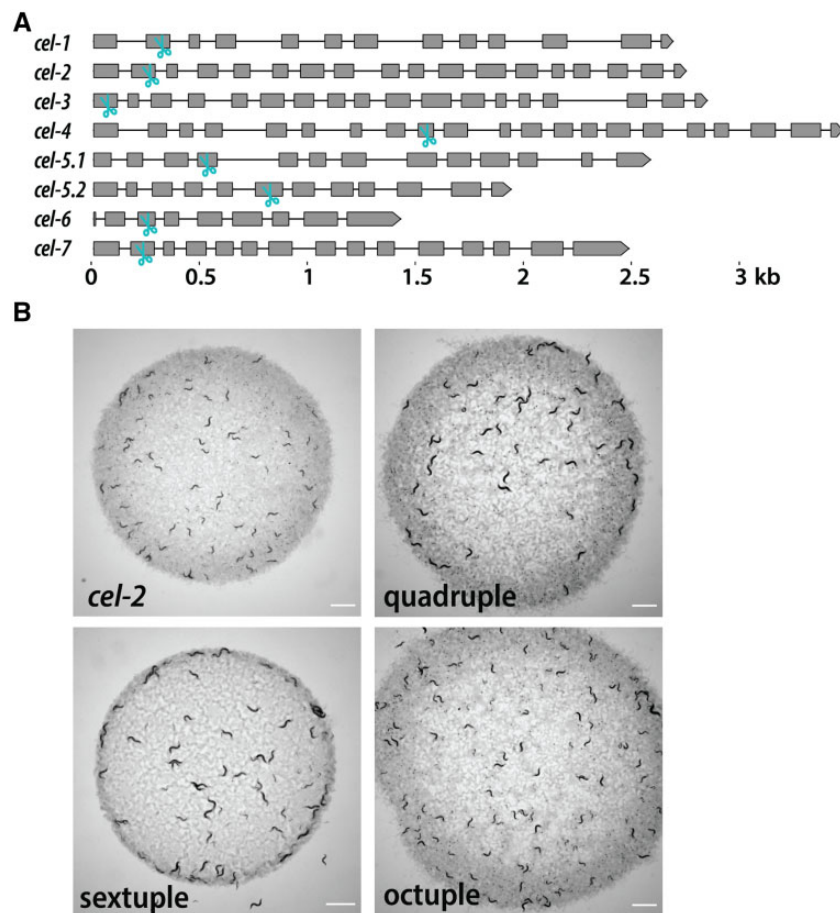 A
cel-1
cel-2
cel-3
cel-4
cel-5.1
cel-5.2
cel-6
cel-7
0 0.5 1 1.5 2 2.5 3 kb
B
cel-2 quadruple
sextuple octuple